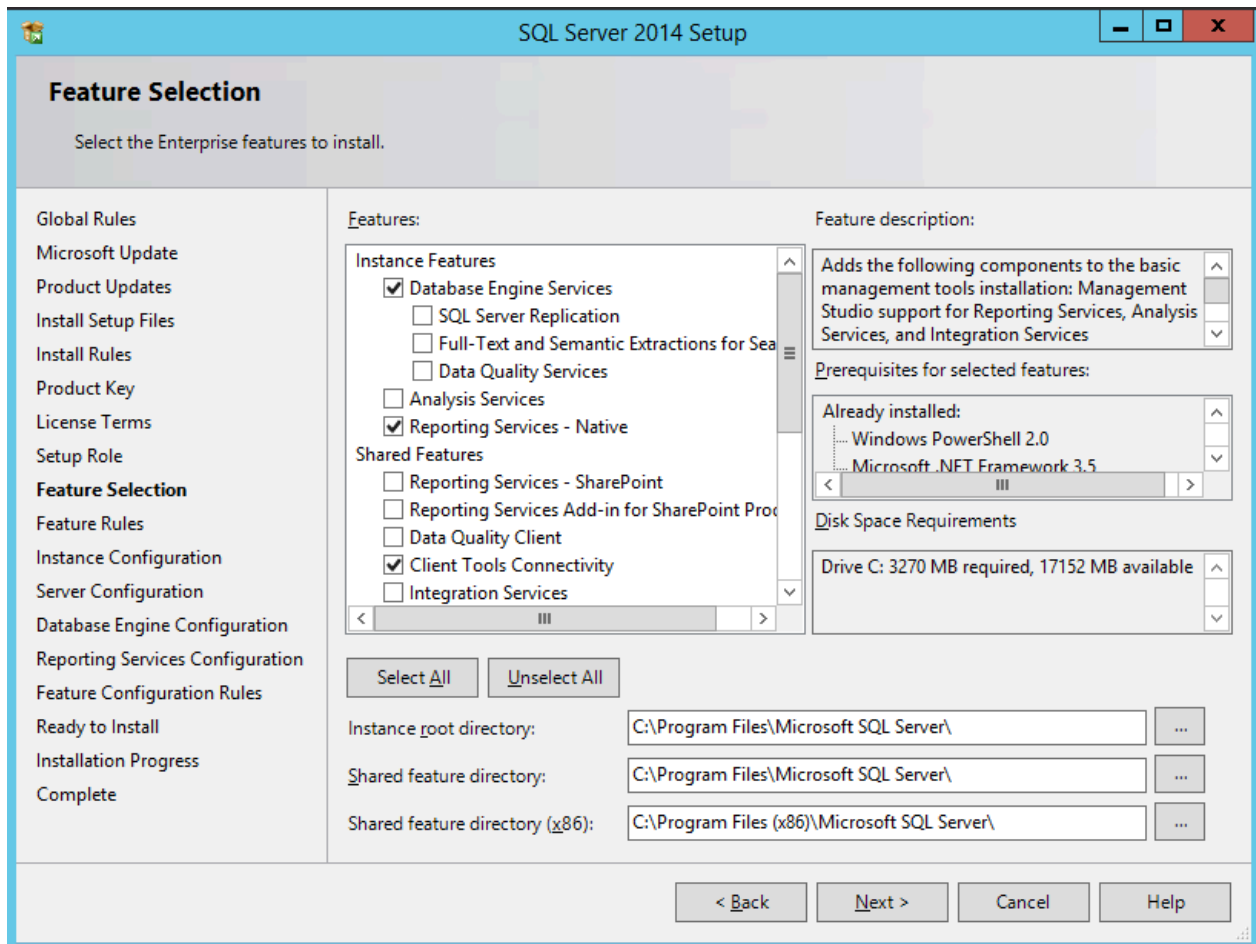 SQL Server 2014 Setup
Feature Selection
Select the Enterprise features to install.
Global Rules
Microsoft Update
Product Updates
Install Setup Files
Install Rules
Product Key
License Terms
Setup Role
Feature Selection
Feature Rules
Instance Configuration
Server Configuration
Database Engine Configuration
Reporting Services Configuration
Feature Configuration Rules
Ready to Install
Installation Progress
Complete
Features:
Instance Features
Database Engine Services
SQL Server Replication
Full-Text and Semantic Extractions for Sea
Data Quality Services
Analysis Services
Reporting Services - Native
Shared Features
Reporting Services - SharePoint
Reporting Services Add-in for SharePoint Proc
Data Quality Client
Client Tools Connectivity
Integration Services
Feature description:
Adds the following components to the basic
management tools installation: Management
Studio support for Reporting Services, Analysis
Services, and Integration Services
Prerequisites for selected features:
Already installed:
Windows PowerShell 2.0
Microsoft .NET Framework 3.5
Disk Space Requirements
Drive C: 3270 MB required, 17152 MB available
Select All
Unselect All
Instance root directory:
C:\Program Files\Microsoft SQL Server\
...
Shared feature directory:
C:\Program Files\Microsoft SQL Server\
...
Shared feature directory (x86):
C:\Program Files (x86)\Microsoft SQL Server\
...
< Back
Next >
Cancel
Help